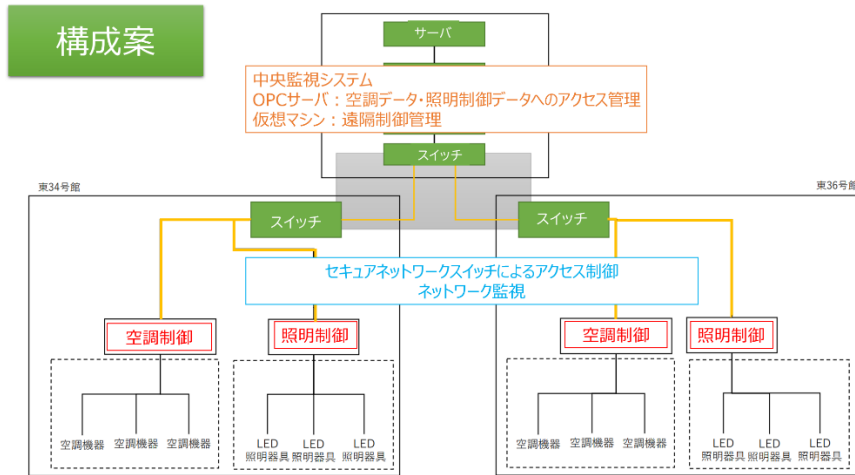 構成案
サーバ
中央監視システム
OPCサーバ：空調データ・照明制御データへのアクセス管理
仮想マシン：遠隔制御管理
スイッチ
東34号館
東36号館
スイッチ
スイッチ
セキュアネットワークスイッチによるアクセス制御
ネットワーク監視
空調制御
照明制御
空調制御
照明制御
空調機器
空調機器
空調機器
LED
照明器具
LED
照明器具
LED
照明器具
空調機器
空調機器
空調機器
LED
照明器具
LED
照明器具
LED
照明器具